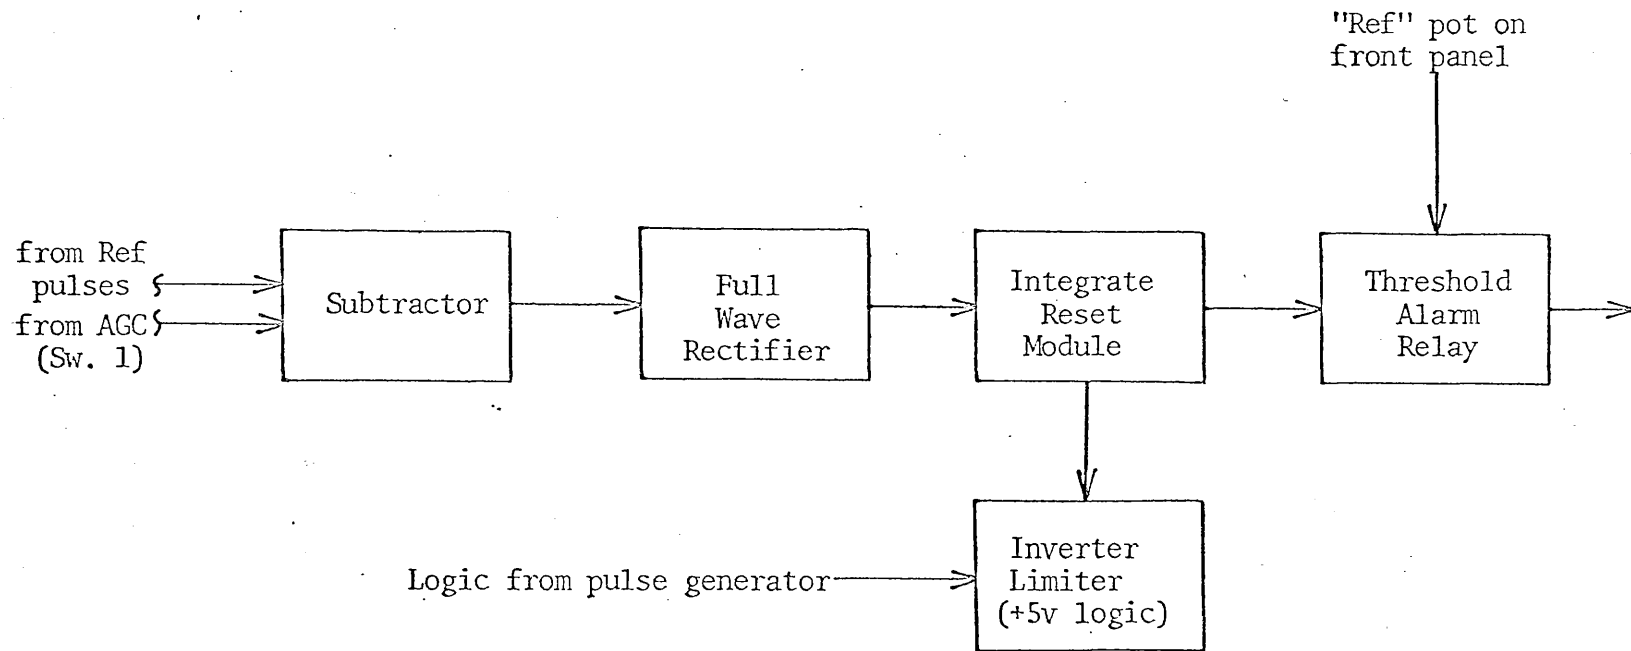 "Ref" pot on
front panel
from Ref
pulses
from AGC
(Sw. 1)
Subtractor
Full
Wave
Rectifier
Integrate
Reset
Module
Threshold
Alarm
Relay
Logic from pulse generator
Inverter
Limiter
(+5v logic)